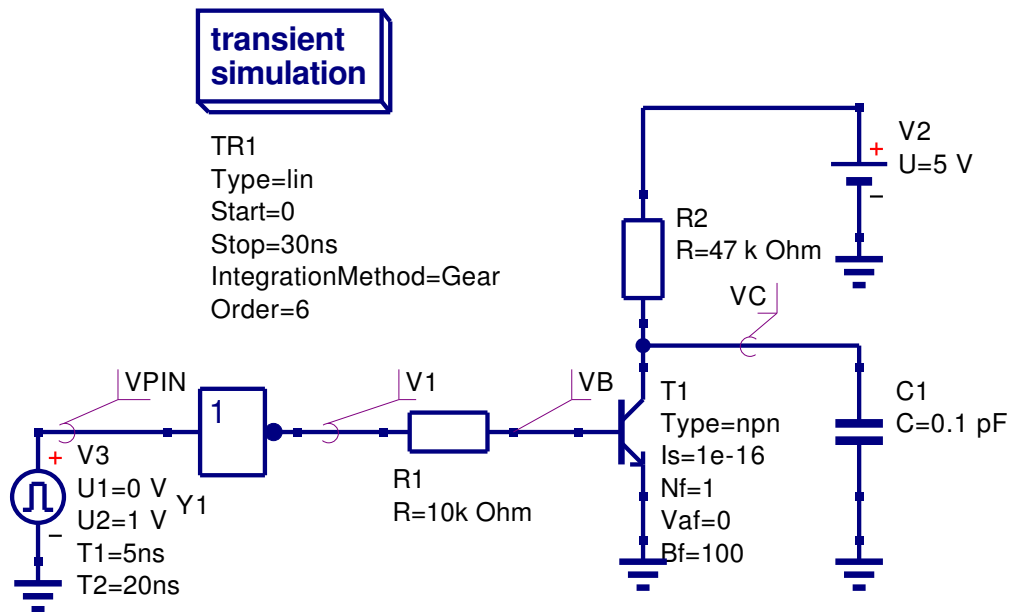 transient
simulation
TR1
Type=lin
Start=0
Stop=30ns
IntegrationMethod=Gear
Order=6
V2
+
U=5 V
−
R2
R=47 k Ohm
VC
VPIN
1
V1
VB
T1
Type=npn
Is=1e-16
Nf=1
Vaf=0
Bf=100
C1
C=0.1 pF
R1
R=10k Ohm
+
V3
U1=0 V
Y1
U2=1 V
−
T1=5ns
T2=20ns